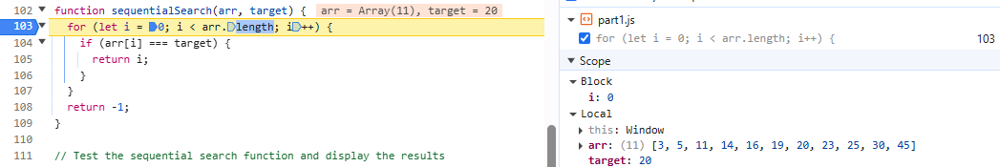 102 function sequentialSearch(arr, target) { arr = Array(11), target = 20
103 for (let i = 0; i < arr.length; i++) {
104 if (arr[i] === target) {
105 return i;
106 }
107 }
108 return -1;
109 }
110
111 // Test the sequential search function and display the results
part1.js
for (let i = 0; i < arr.length; i++) { 103
Scope
Block
i: 0
Local
this: Window
arr: (11) [3, 5, 11, 14, 16, 19, 20, 23, 25, 30, 45]
target: 20